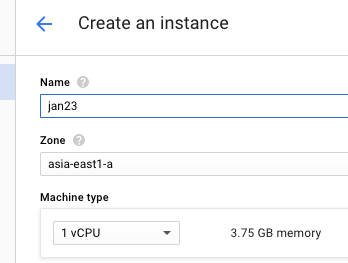 Create an instance
Name ?
jan23
Zone ?
asia-east1-a
Machine type
1 vCPU 3.75 GB memory